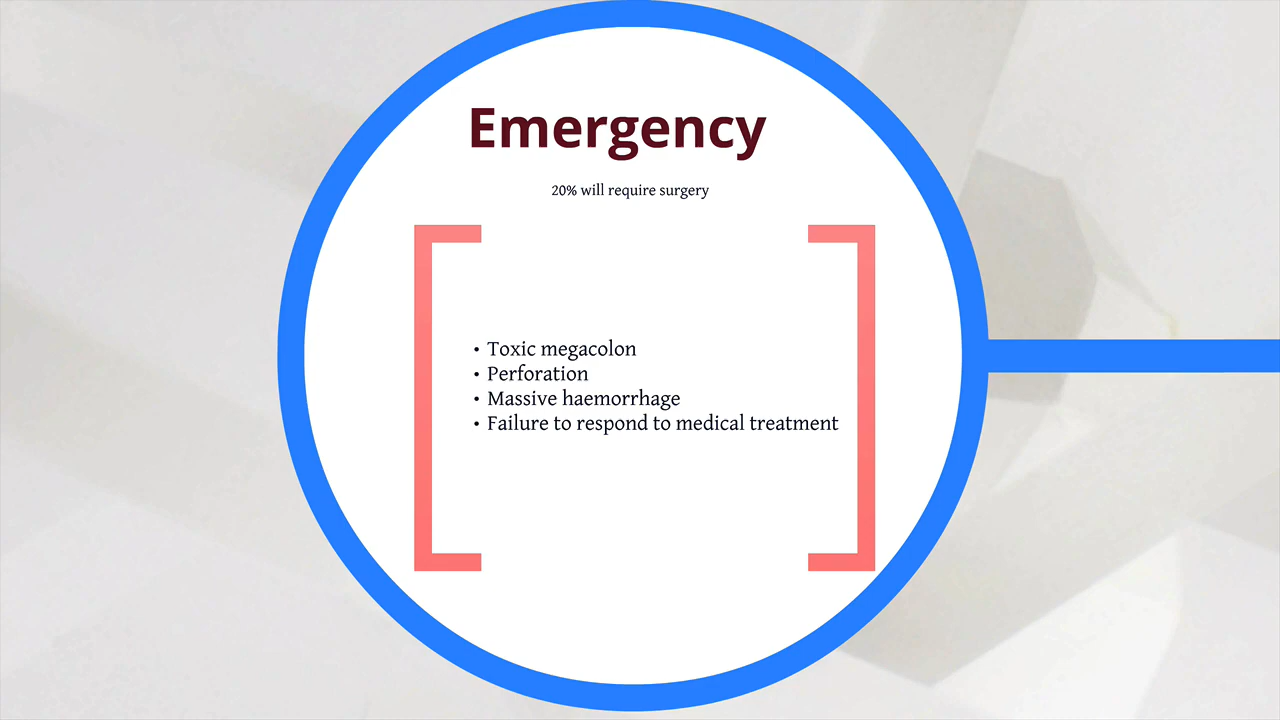 Emergency
20% will require surgery
• Toxic megacolon
• Perforation
• Massive haemorrhage
• Failure to respond to medical treatment